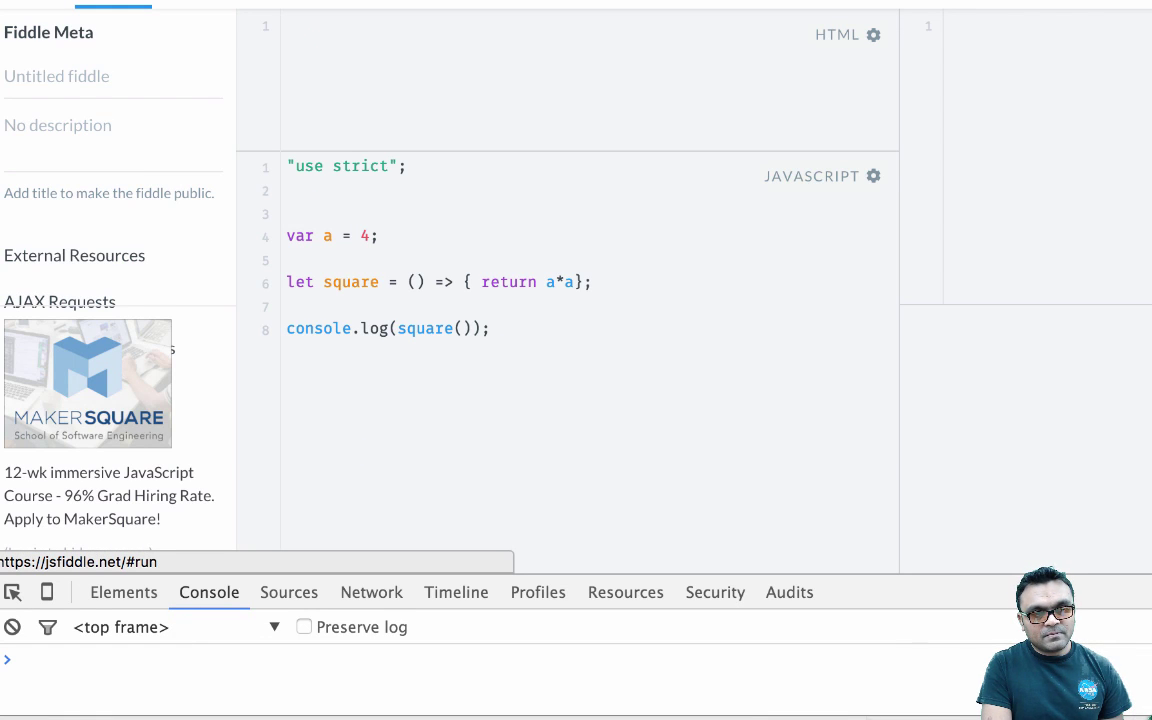 Fiddle Meta
Untitled fiddle
No description
Add title to make the fiddle public.
External Resources
AJAX Requests
s
MAKERSQUARE
School of Software Engineering
12-wk immersive JavaScript
Course - 96% Grad Hiring Rate.
Apply to MakerSquare!
https://jsfiddle.net/#run
1
HTML
1
1 "use strict";
JAVASCRIPT
2
3
4 var a = 4;
5
6 let square = () => { return a*a};
7
8 console.log(square());
Elements Console Sources Network Timeline Profiles Resources Security Audits
<top frame> ▼ Preserve log
>
NASA